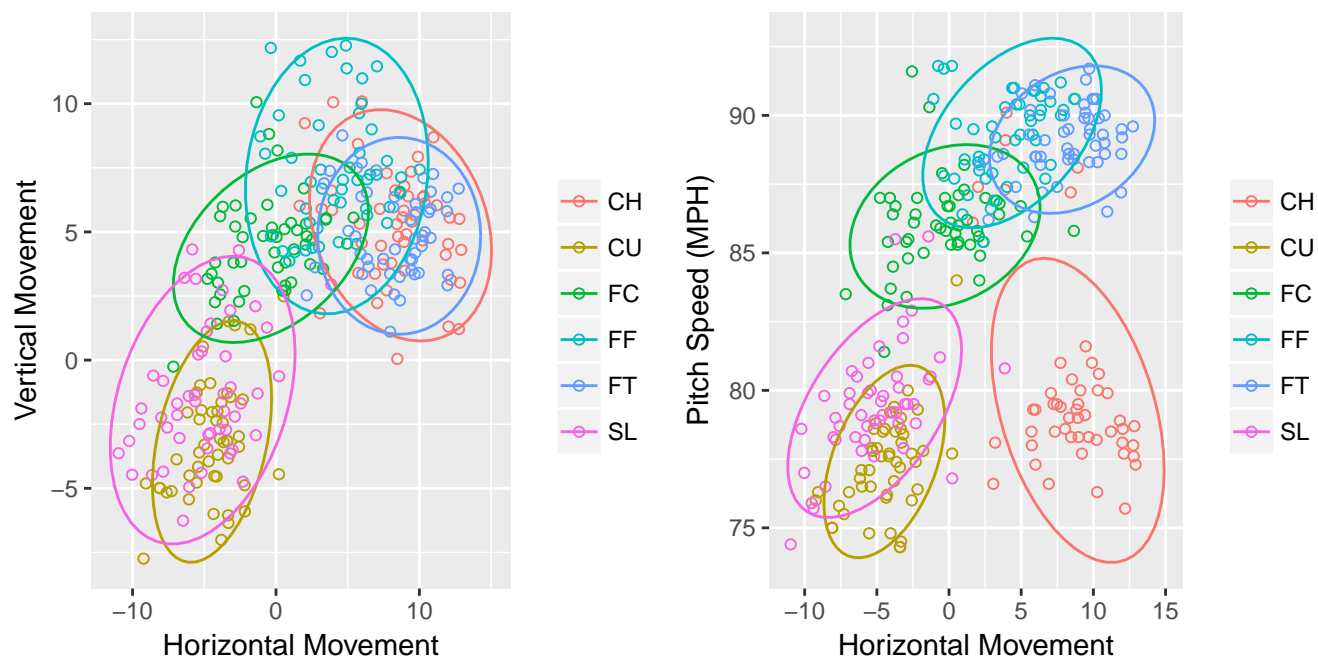 Vertical Movement
10
5
0
−5
−10
0
10
Horizontal Movement
CH
CU
FC
FF
FT
SL
Pitch Speed (MPH)
90
85
80
75
−10
−5
0
5
10
15
Horizontal Movement
CH
CU
FC
FF
FT
SL